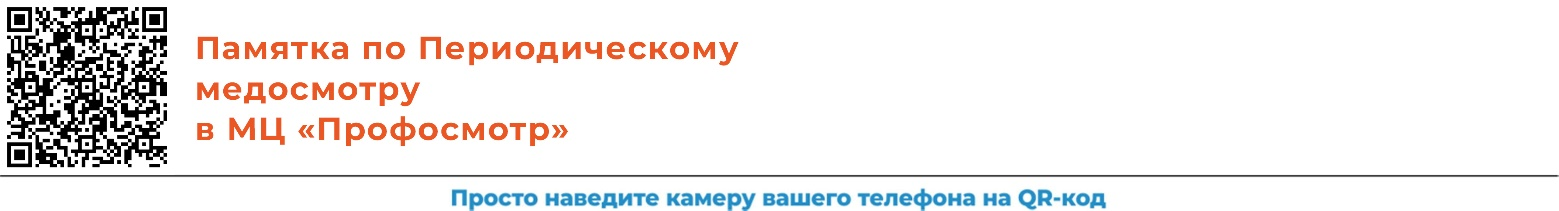 Памятка по Периодическому
медосмотру
в МЦ «Профосмотр»
Просто наведите камеру вашего телефона на QR-код